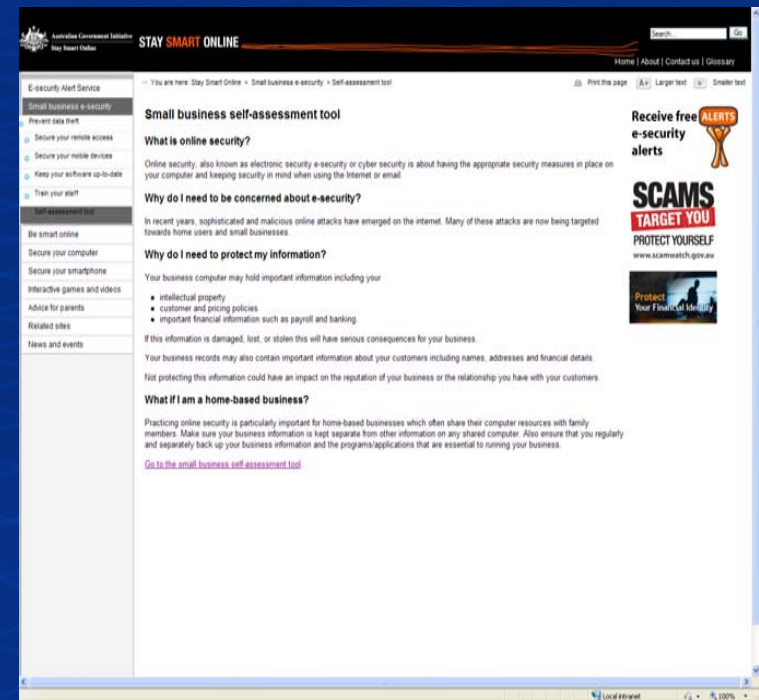 Australian Government Initiative
Stay Smart Online
STAY SMART ONLINE
Search...
Go
Home | About | Contact us | Glossary
E-security Alert Service
Small business e-security
Prevent data theft
Secure your remote access
Secure your mobile devices
Keep your software up-to-date
Train your staff
Self-assessment tool
Be smart online
Secure your computer
Secure your smartphone
Interactive games and videos
Advice for parents
Related sites
News and events
You are here: Stay Smart Online > Small business e-security > Self-assessment tool
Print this page
A+ Larger text
Smaller text
Small business self-assessment tool
What is online security?
Online security, also known as electronic security e-security or cyber security is about having the appropriate security measures in place on
your computer and keeping security in mind when using the Internet or email.
Why do I need to be concerned about e-security?
In recent years, sophisticated and malicious online attacks have emerged on the internet. Many of these attacks are now being targeted
towards home users and small businesses.
Why do I need to protect my information?
Your business computer may hold important information including your
intellectual property
customer and pricing policies
important financial information such as payroll and banking.
If this information is damaged, lost, or stolen this will have serious consequences for your business.
Your business records may also contain important information about your customers including names, addresses and financial details.
Not protecting this information could have an impact on the reputation of your business or the relationship you have with your customers.
What if I am a home-based business?
Practicing online security is particularly important for home-based businesses which often share their computer resources with family
members. Make sure your business information is kept separate from other information on any shared computer. Also ensure that you regularly
and separately back up your business information and the programs/applications that are essential to running your business.
Go to the small business self assessment tool
Receive free ALERTS
e-security
alerts
SCAMS
TARGET YOU
PROTECT YOURSELF
www.scamwatch.gov.au
Protect
Your Financial Identity
Local intranet
100%